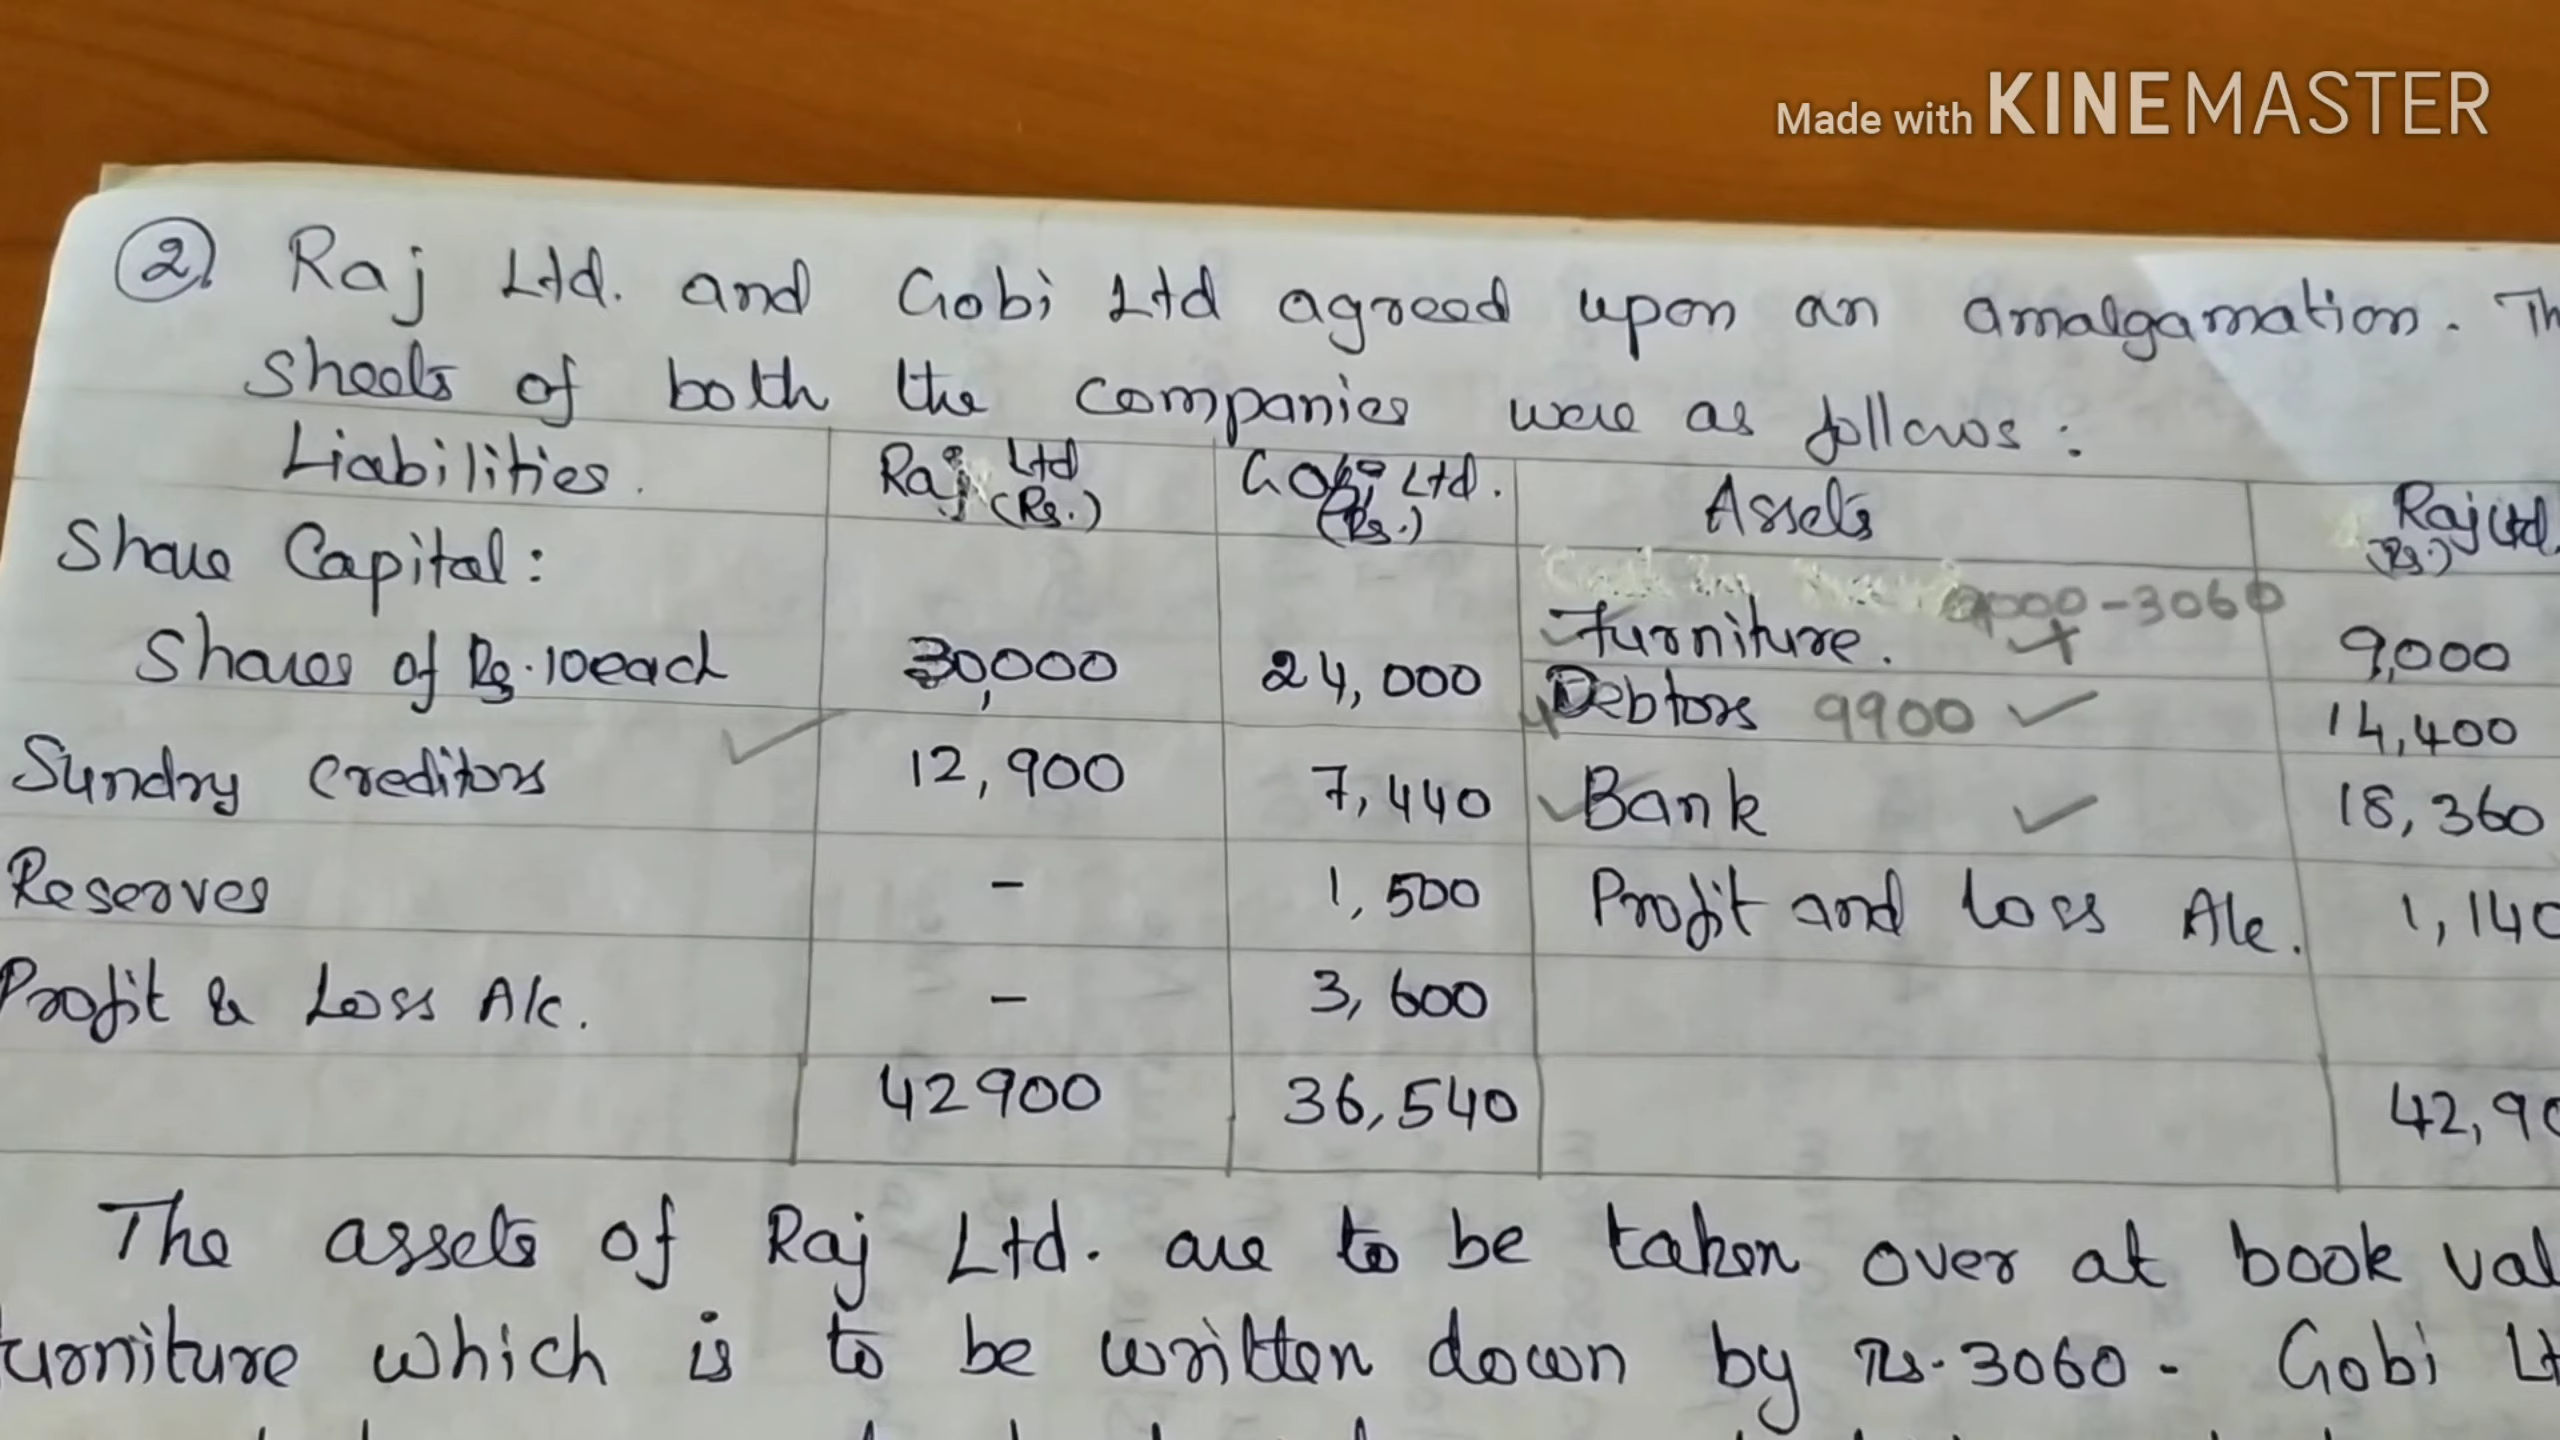 Made with KINEMASTER
2. Raj Ltd. and Gobi Ltd agreed upon an amalgamation.
sheets of both the companies were as follows:
Liabilities. Raj Ltd (Rs.) Gobi Ltd. (Rs.) Assets Raj Ltd. (Rs.)
Share Capital: 9000-3060
Shares of Rs.10 each 30,000 24,000 Furniture. 9,000
Debtors 9900 14,400
Sundry creditors 12,900 7,440 Bank 18,360
Reserves - 1,500 Profit and Loss A/c. 1,140
Profit & Loss A/c. - 3,600
42900 36,540 42,90
The assets of Raj Ltd. are to be taken over at book val
urniture which is to be written down by Rs.3060. Gobi Lt